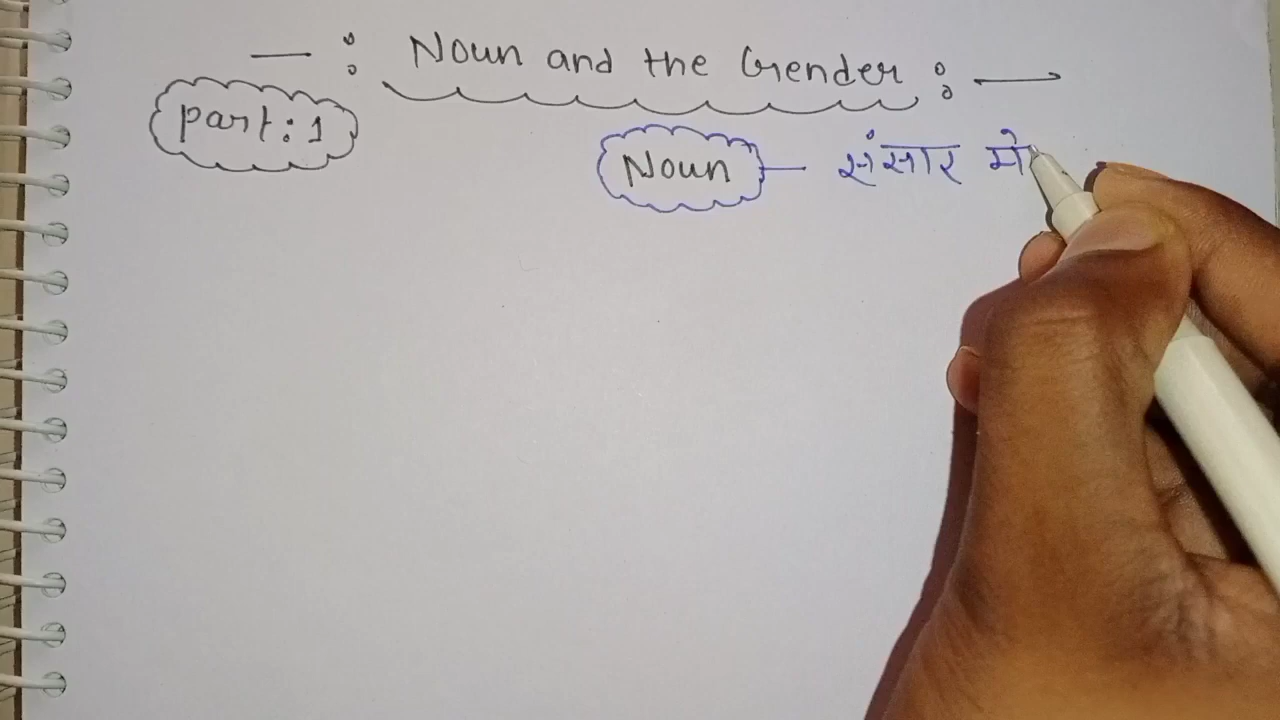 — : Noun and the Gender : —
Part : 1
Noun — संसार मे